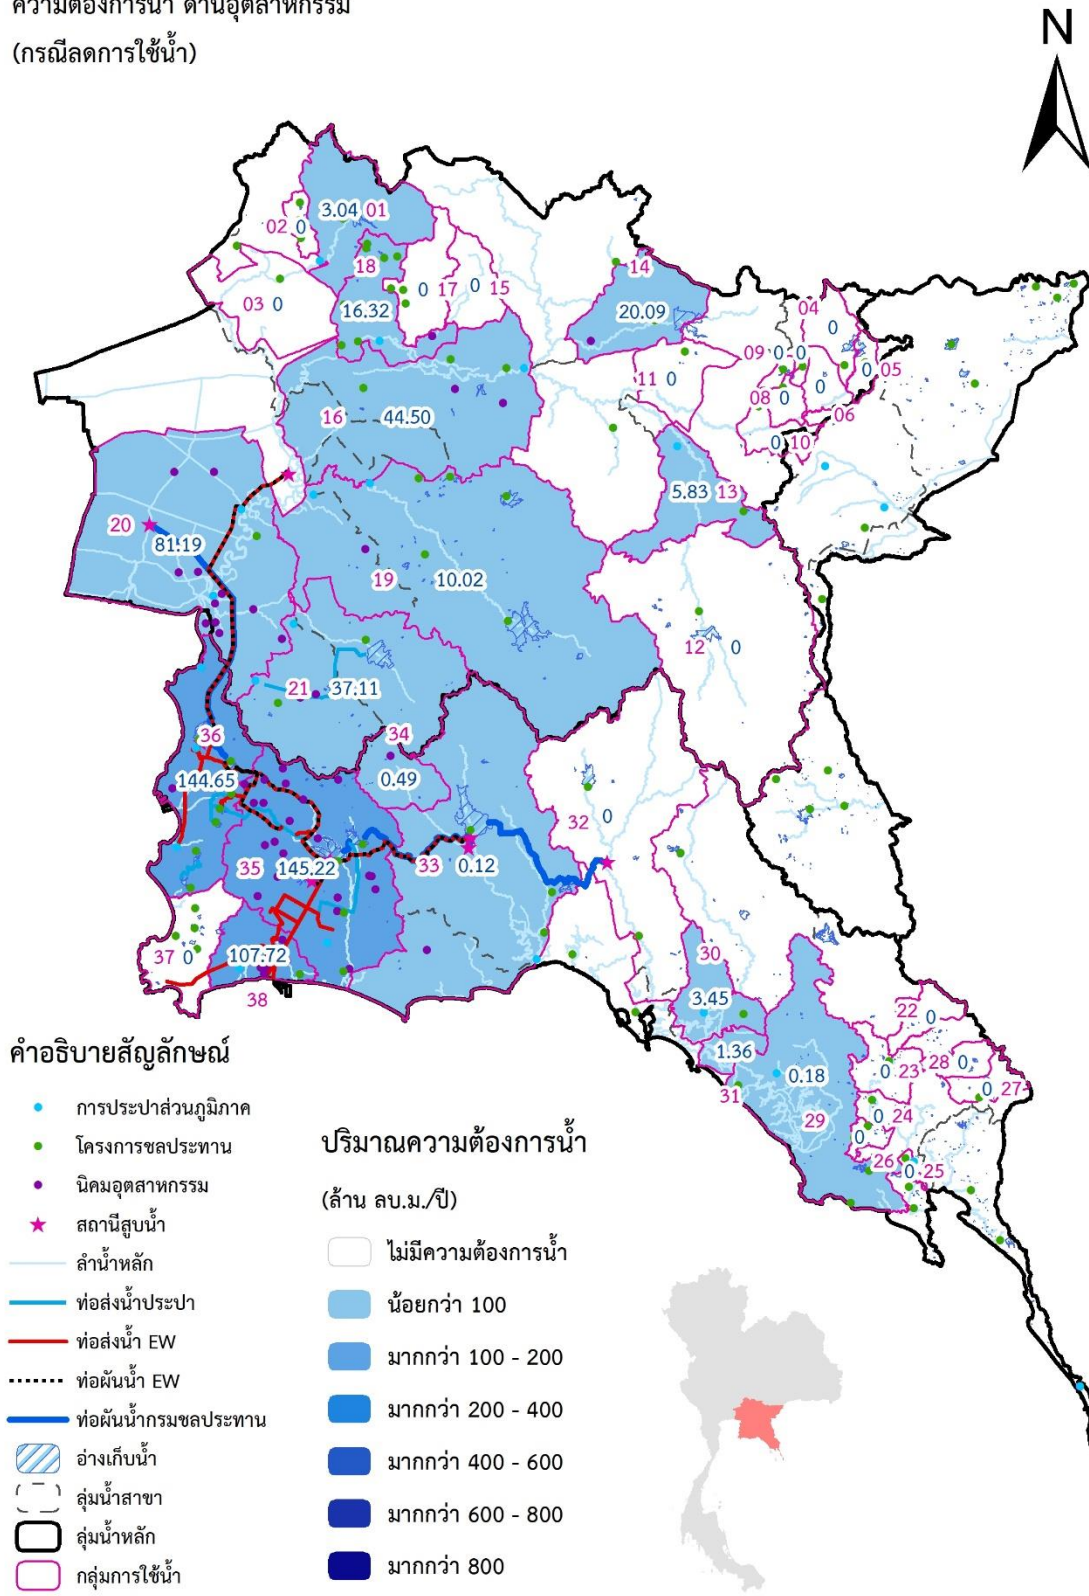 ความต้องการน้ำ ด้านอุตสาหกรรม
(กรณีลดการใช้น้ำ)
N
3.04 01
02 0
18
14
03 0
0 17 0 15
16.32
20.09
04
0
09 0 0
11 0
0 05
08 0
0
06
16 44.50
0 10
5.83 13
20
81.19
19 10.02
12 0
21 37.11
36
34
144.65
0.49
32 0
35 145.22
33 0.12
37 0
107.72
38
30
3.45
22 0
1.36
0.18
0 23 28 0
0 27
31
29
0 24
0
26 0 25
คำอธิบายสัญลักษณ์
การประปาส่วนภูมิภาค
โครงการชลประทาน
นิคมอุตสาหกรรม
สถานีสูบน้ำ
ลำน้ำหลัก
ท่อส่งน้ำประปา
ท่อส่งน้ำ EW
ท่อผันน้ำ EW
ท่อผันน้ำกรมชลประทาน
อ่างเก็บน้ำ
ลุ่มน้ำสาขา
ลุ่มน้ำหลัก
กลุ่มการใช้น้ำ
ปริมาณความต้องการน้ำ
(ล้าน ลบ.ม./ปี)
ไม่มีความต้องการน้ำ
น้อยกว่า 100
มากกว่า 100 - 200
มากกว่า 200 - 400
มากกว่า 400 - 600
มากกว่า 600 - 800
มากกว่า 800